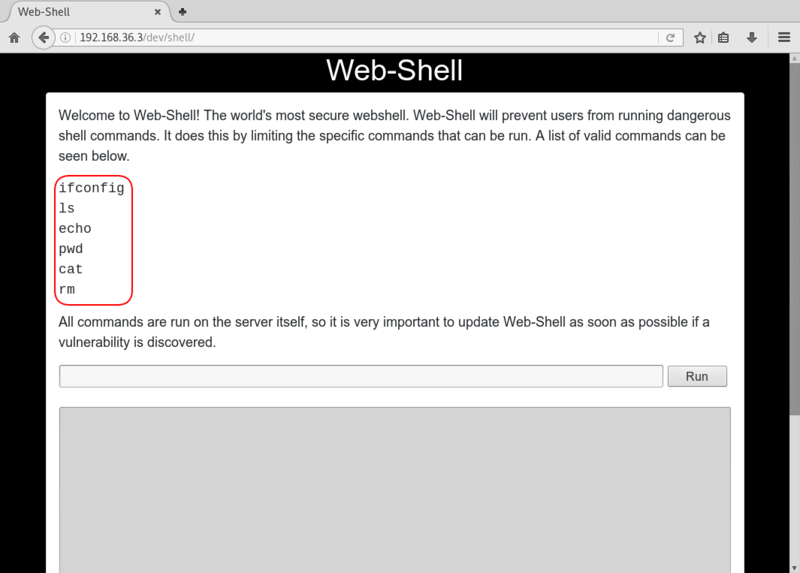 Web-Shell
192.168.36.3/dev/shell/
Web-Shell
Welcome to Web-Shell! The world's most secure webshell. Web-Shell will prevent users from running dangerous
shell commands. It does this by limiting the specific commands that can be run. A list of valid commands can be
seen below.
ifconfig
ls
echo
pwd
cat
rm
All commands are run on the server itself, so it is very important to update Web-Shell as soon as possible if a
vulnerability is discovered.
Run